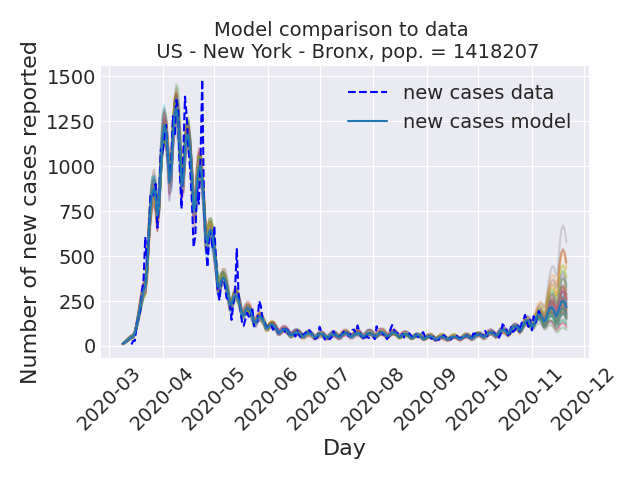 Model comparison to data
US - New York - Bronx, pop. = 1418207
Number of new cases reported
1500
1250
1000
750
500
250
0
new cases data
new cases model
2020-03
2020-04
2020-05
2020-06
2020-07
2020-08
2020-09
2020-10
2020-11
2020-12
Day